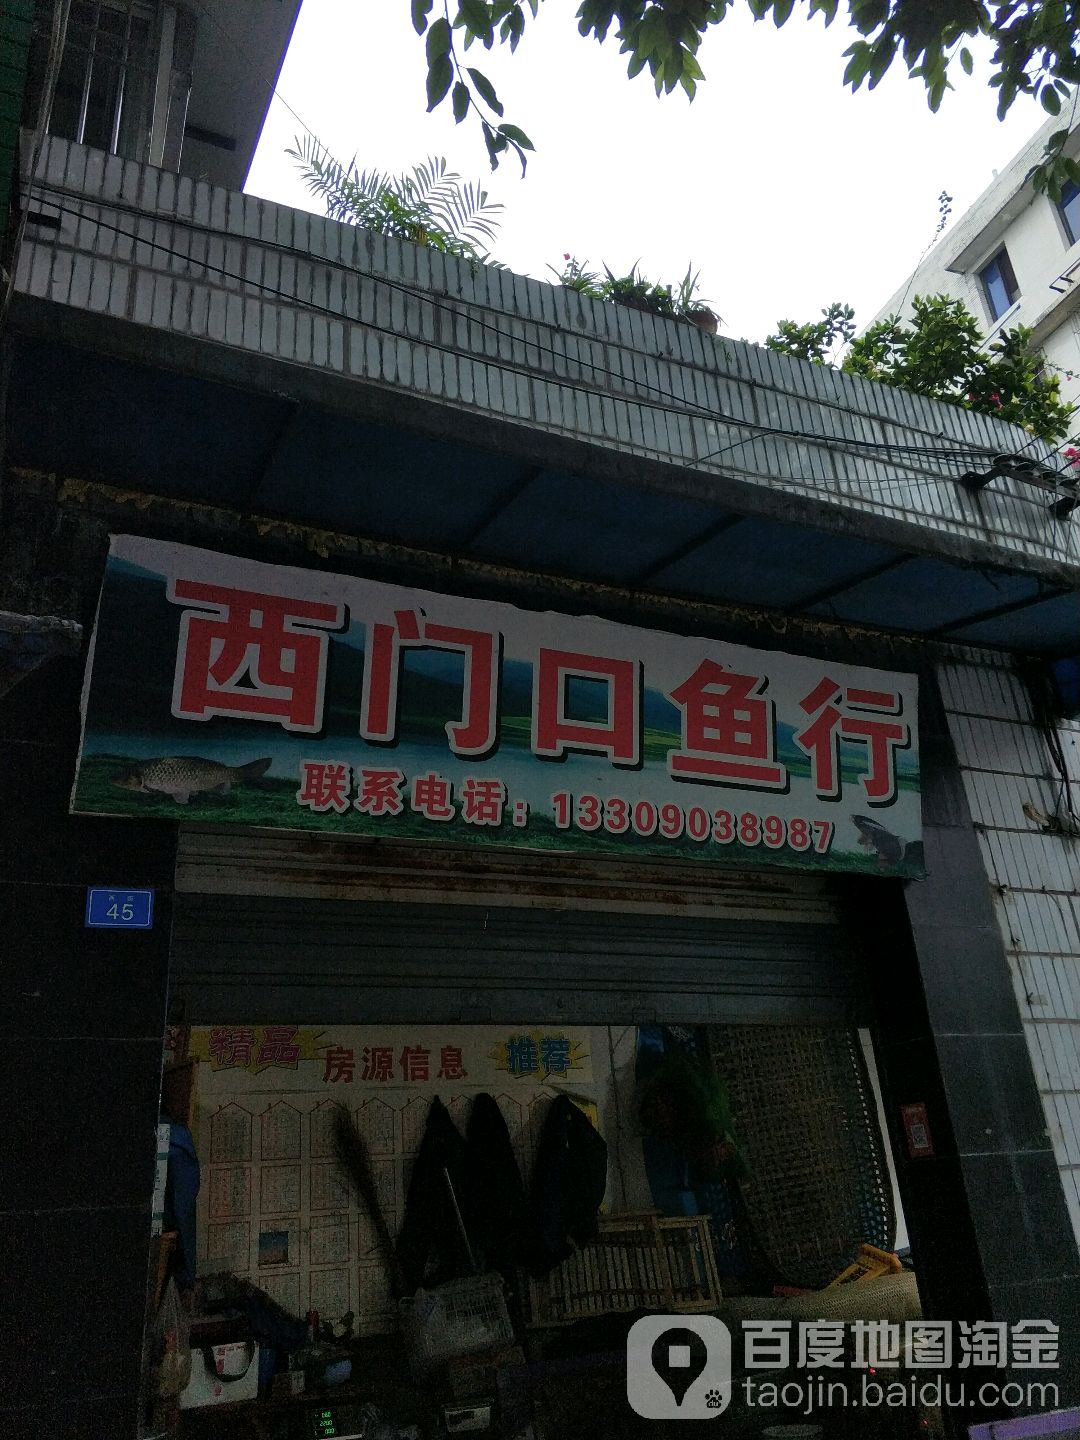 西门口鱼行
联系电话：13309038987
45
精品
房源信息
推荐
百度地图淘金
taojin.baidu.com